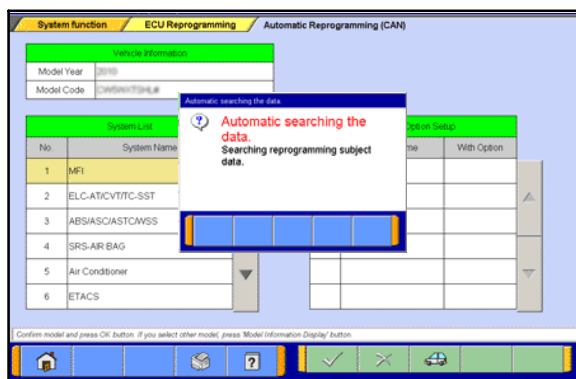 System function
ECU Reprogramming
Automatic Reprogramming (CAN)
Vehicle Information
Model Year 2010
Model Code
Automatic searching the data.
Automatic searching the
data.
Searching reprogramming subject
data.
System List
Option Setup
No. System Name
With Option
1 MFI
2 ELC-AT/CVT/TC-SST
3 ABS/ASC/ASTC/WSS
4 SRS-AIR BAG
5 Air Conditioner
6 ETACS
Confirm model and press OK button. If you select other model, press 'Model Information Display' button.
?